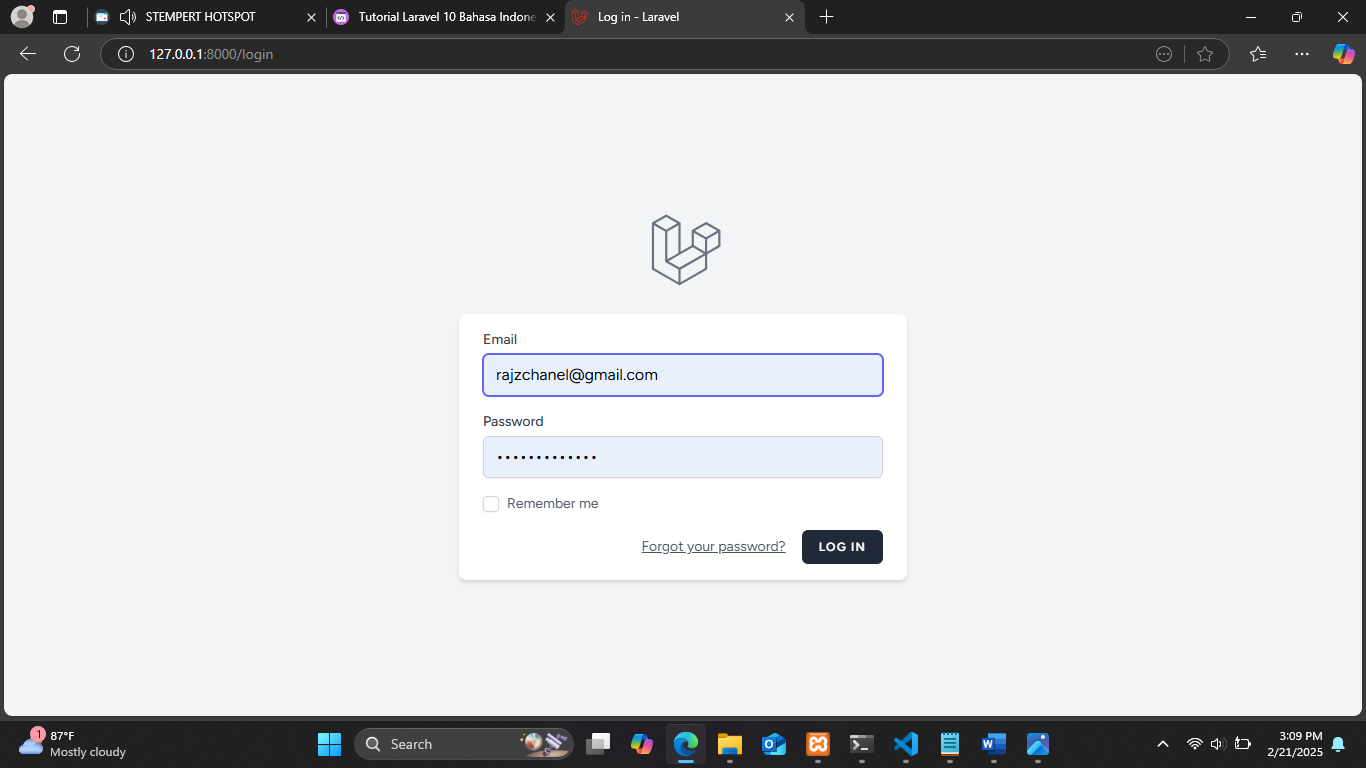 STEMPERT HOTSPOT
Tutorial Laravel 10 Bahasa Indone
Log in - Laravel
127.0.0.1:8000/login
Email
rajzchanel@gmail.com
Password
•••••••••••••
Remember me
Forgot your password?
LOG IN
1
87°F
Mostly cloudy
Search
3:09 PM
2/21/2025